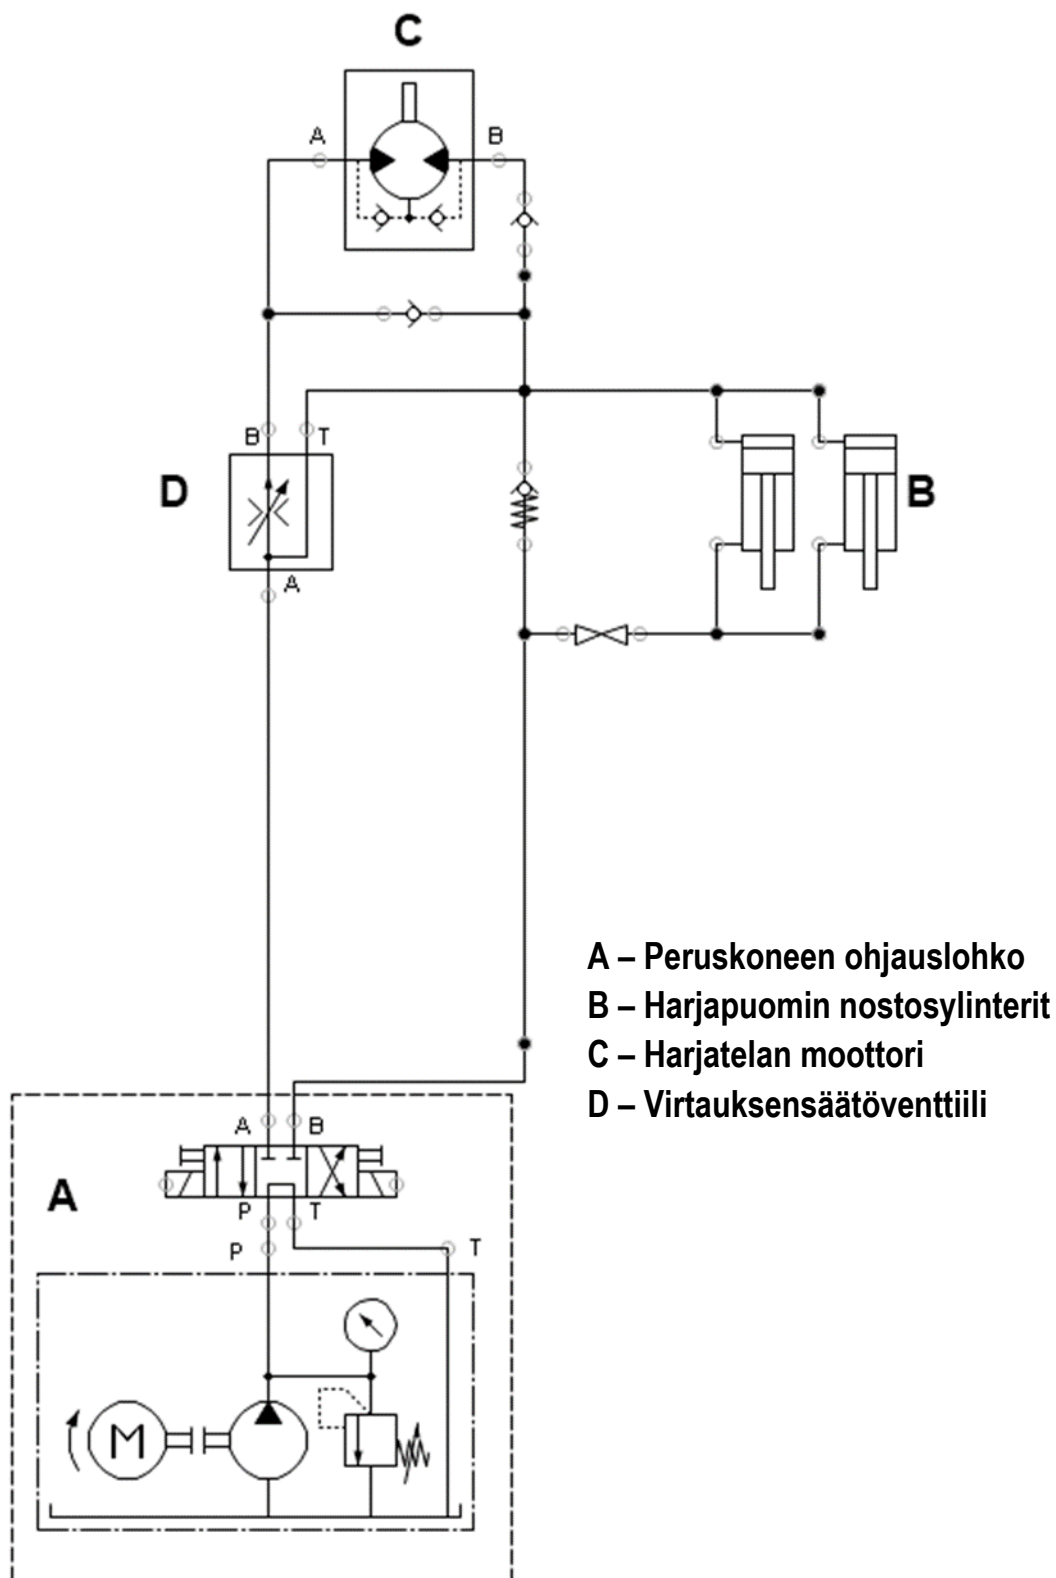 C
A
B
B
T
D
B
A
A – Peruskoneen ohjauslohko
B – Harjapuomin nostosylinterit
C – Harjatelan moottori
D – Virtauksensäätöventtiili
A
B
A
P
T
P
T
M